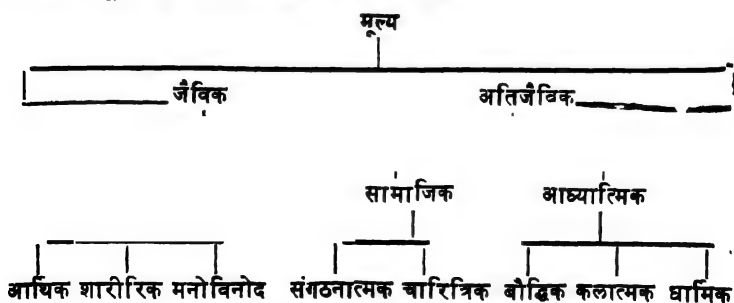 मूल्य
जैविक अतिजैविक
सामाजिक आध्यात्मिक
आर्थिक शारीरिक मनोविनोद संगठनात्मक चारित्रिक बौद्धिक कलात्मक धार्मिक